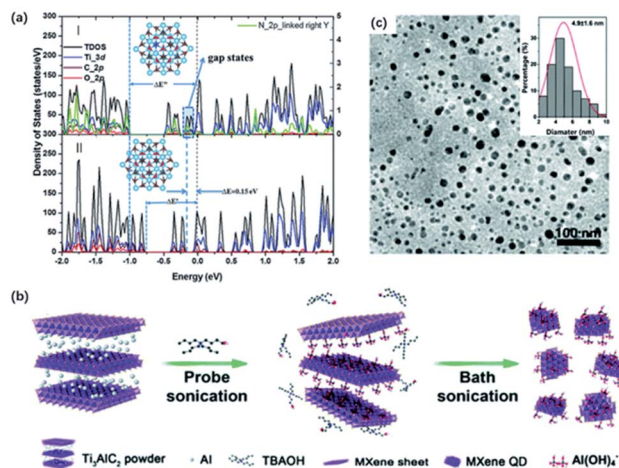 (a)
TDOS
Ti_3d
C_2p
O_2p
N_2p_linked right Y
I
gap states
II
ΔE=0.15 eV
Density of States (states/eV)
300
250
200
150
100
50
0
5
4
3
2
1
0
-2.0 -1.5 -1.0 -0.5 0.0 0.5 1.0 1.5 2.0
Energy (eV)
(c)
4.9±1.6 nm
Percentage (%)
Diamater (nm)
100 nm
(b)
Probe
sonication
Bath
sonication
Ti₃AlC₂ powder
Al
TBAOH
MXene sheet
MXene QD
Al(OH)₄⁻